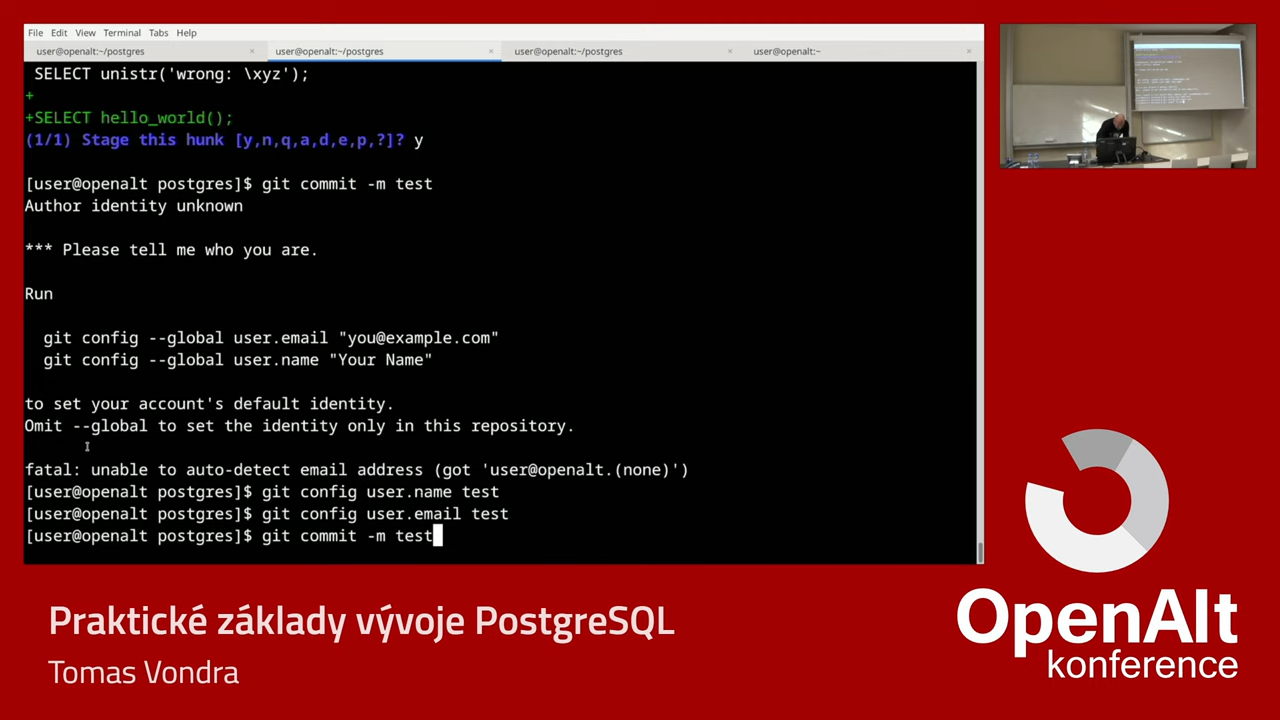 File Edit View Terminal Tabs Help
user@openalt:~/postgres × user@openalt:~/postgres × user@openalt:~/postgres × user@openalt:~ ×
SELECT unistr('wrong: \xyz');
+
+SELECT hello_world();
(1/1) Stage this hunk [y,n,q,a,d,e,p,?]? y
[user@openalt postgres]$ git commit -m test
Author identity unknown
*** Please tell me who you are.
Run
git config --global user.email "you@example.com"
git config --global user.name "Your Name"
to set your account's default identity.
Omit --global to set the identity only in this repository.
fatal: unable to auto-detect email address (got 'user@openalt.(none)')
[user@openalt postgres]$ git config user.name test
[user@openalt postgres]$ git config user.email test
[user@openalt postgres]$ git commit -m test
Praktické základy vývoje PostgreSQL
Tomas Vondra
OpenAlt
konference